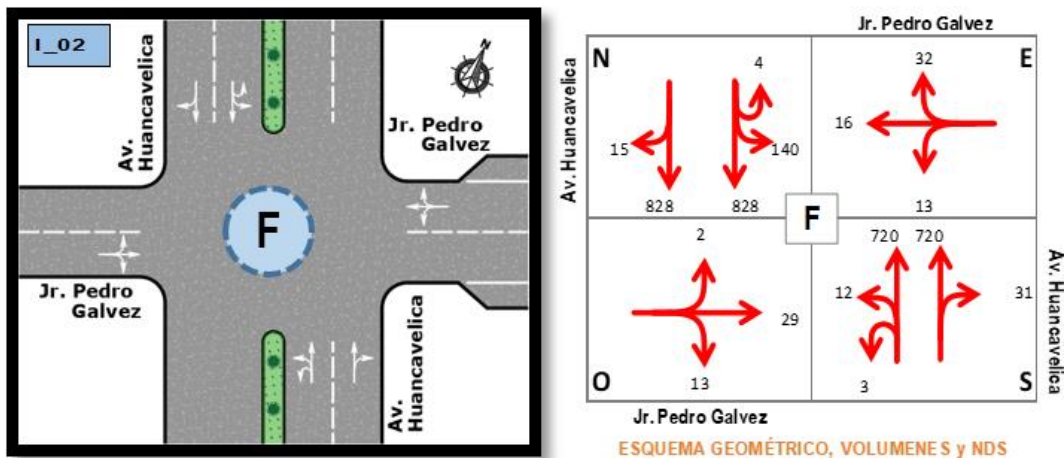 I_02
N
Av.
Huancavelica
Jr. Pedro
Galvez
F
Jr. Pedro
Galvez
Av.
Huancavelica
Jr. Pedro Galvez
Av. Huancavelica
N
4
15
140
828
828
32
E
16
13
F
2
29
O
13
720
720
12
31
3
S
Av. Huancavelica
Jr. Pedro Galvez
ESQUEMA GEOMÉTRICO, VOLUMENES y NDS